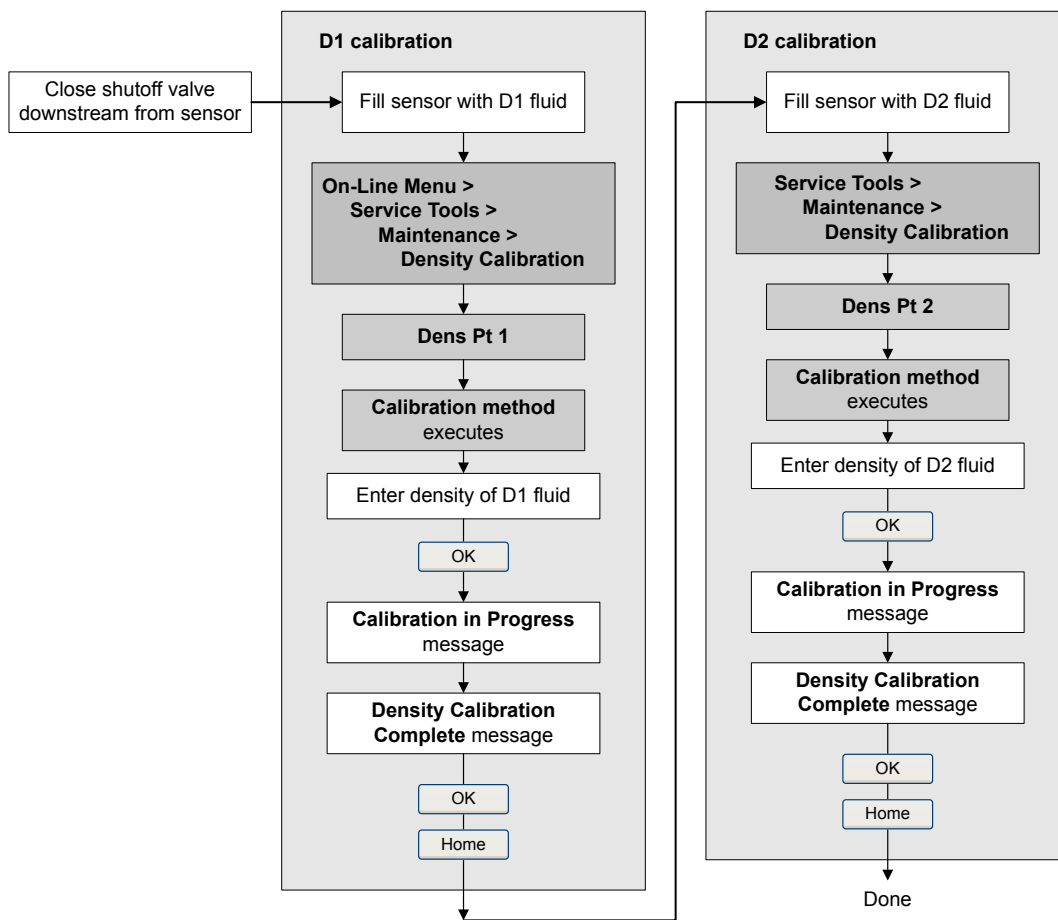 Close shutoff valve
downstream from sensor
D1 calibration
Fill sensor with D1 fluid
On-Line Menu >
Service Tools >
Maintenance >
Density Calibration
Dens Pt 1
Calibration method
executes
Enter density of D1 fluid
OK
Calibration in Progress
message
Density Calibration
Complete message
OK
Home
D2 calibration
Fill sensor with D2 fluid
Service Tools >
Maintenance >
Density Calibration
Dens Pt 2
Calibration method
executes
Enter density of D2 fluid
OK
Calibration in Progress
message
Density Calibration
Complete message
OK
Home
Done